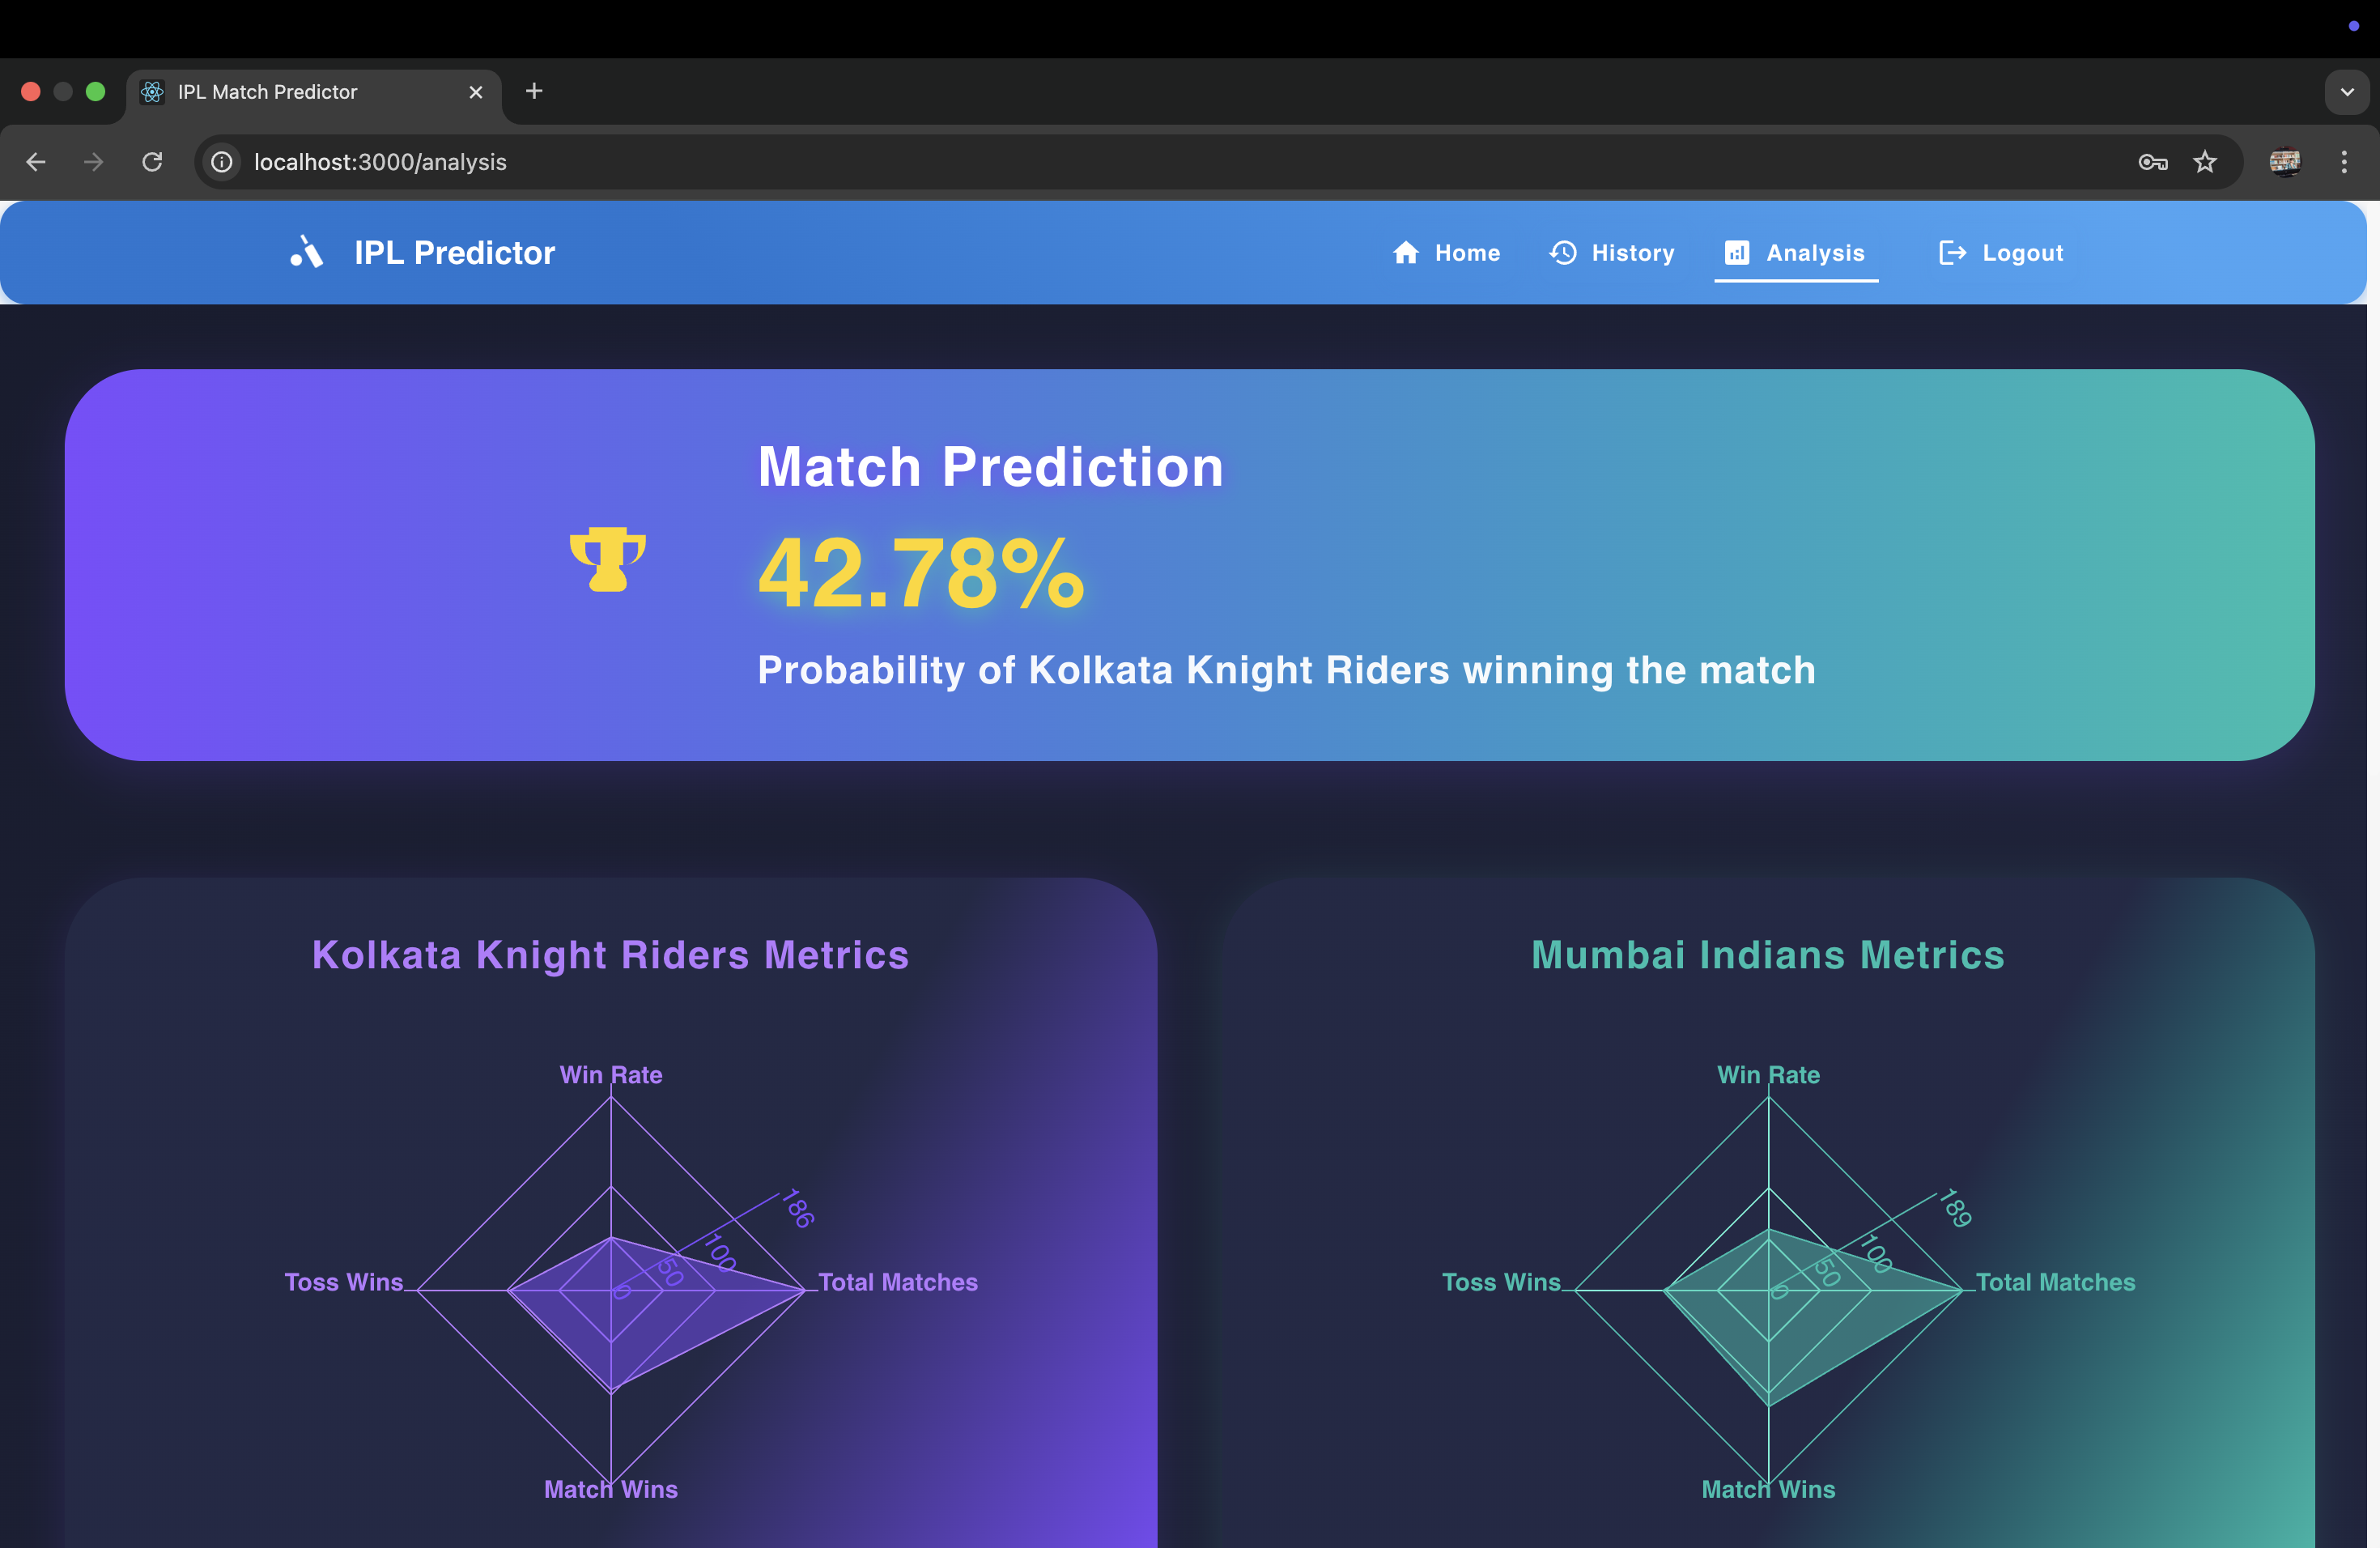 IPL Match Predictor
localhost:3000/analysis
IPL Predictor
Home
History
Analysis
Logout
Match Prediction
42.78%
Probability of Kolkata Knight Riders winning the match
Kolkata Knight Riders Metrics
Win Rate
186
100
50
0
Toss Wins
Total Matches
Match Wins
Mumbai Indians Metrics
Win Rate
189
100
50
0
Toss Wins
Total Matches
Match Wins